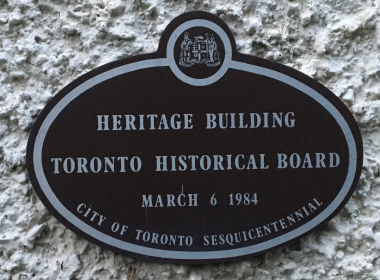 HERITAGE BUILDING
TORONTO HISTORICAL BOARD
MARCH 6 1984
CITY OF TORONTO SESQUICENTENNIAL